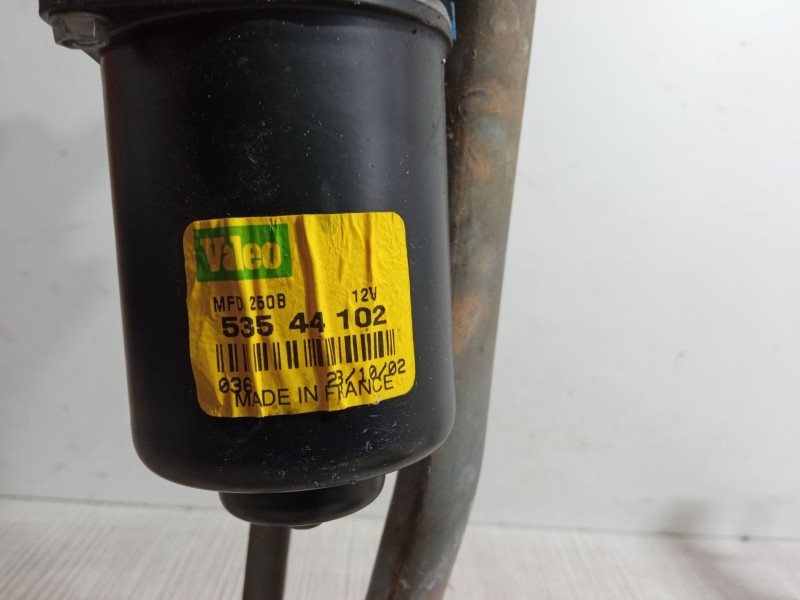 Valeo
MFD 250B 12V
535 44 102
036 23/10/02
MADE IN FRANCE